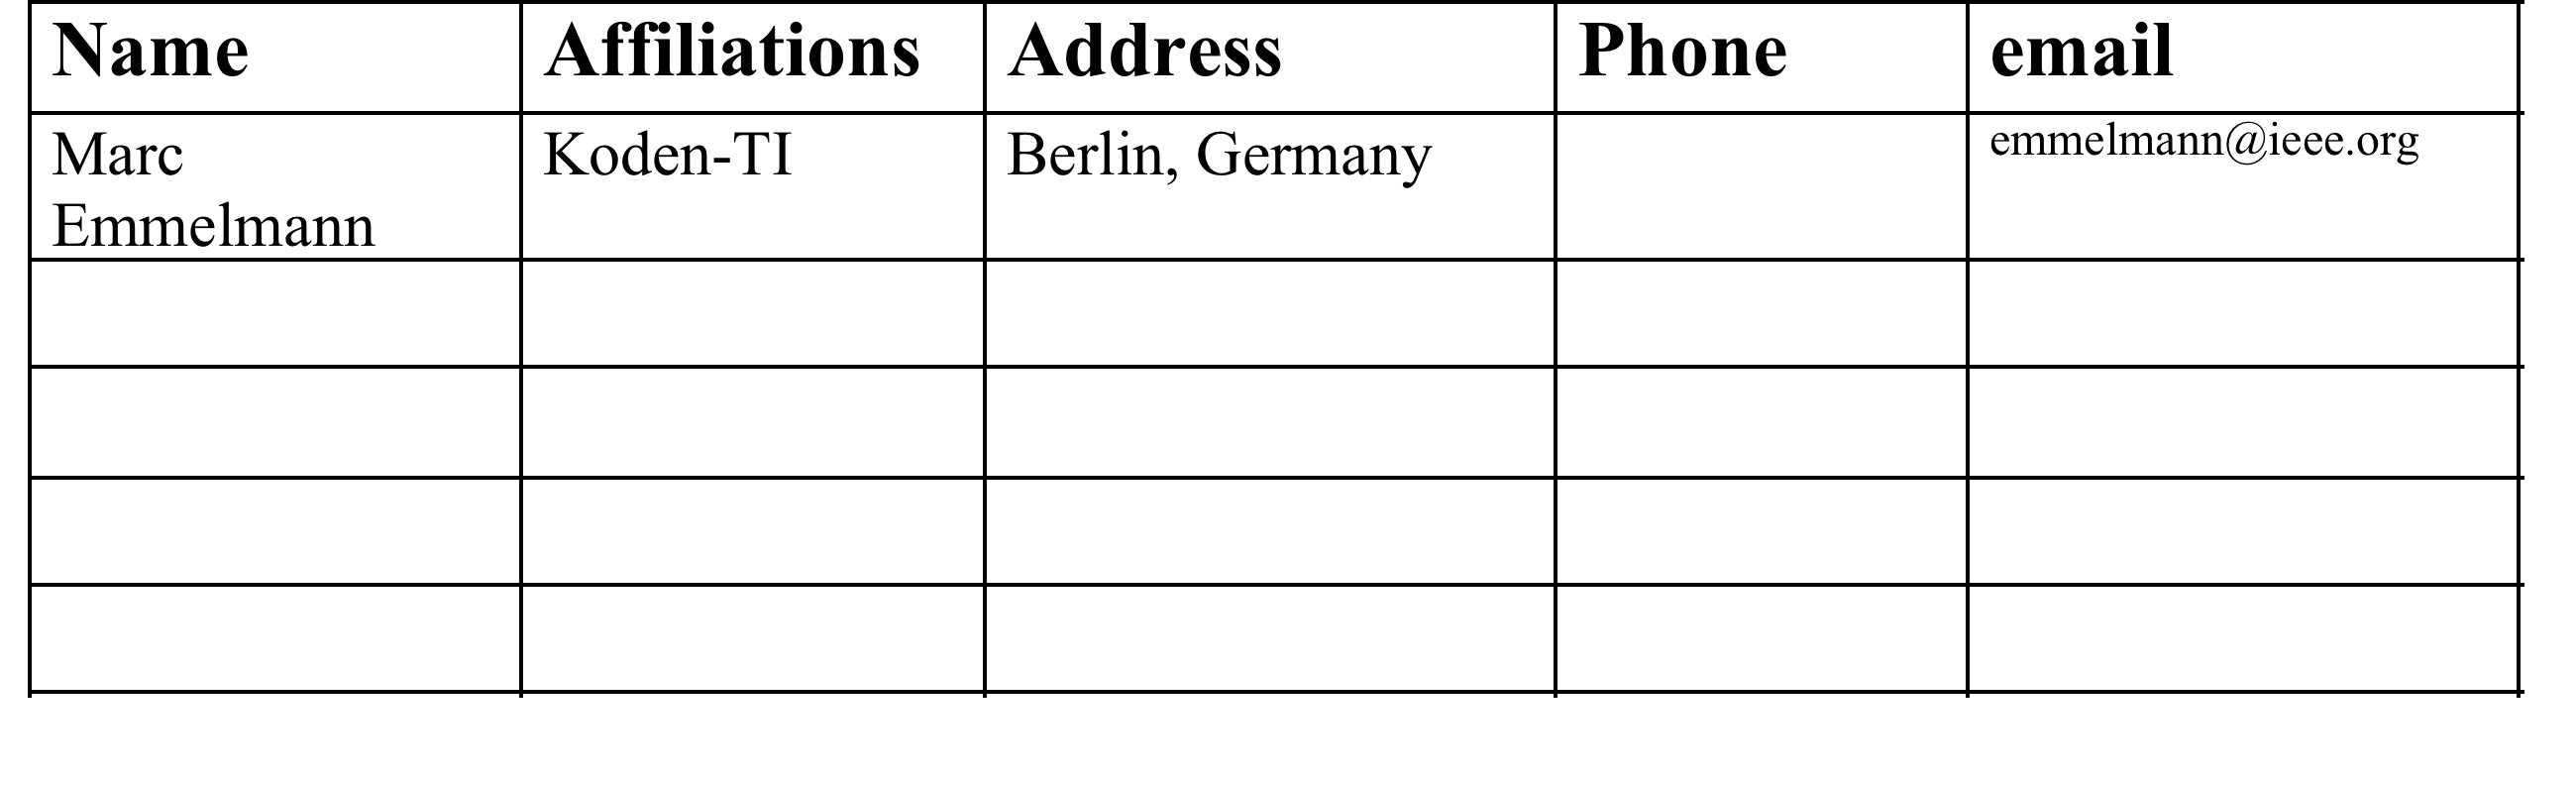 Name Affiliations Address Phone email
Marc Koden-TI Berlin, Germany emmelmann@ieee.org
Emmelmann